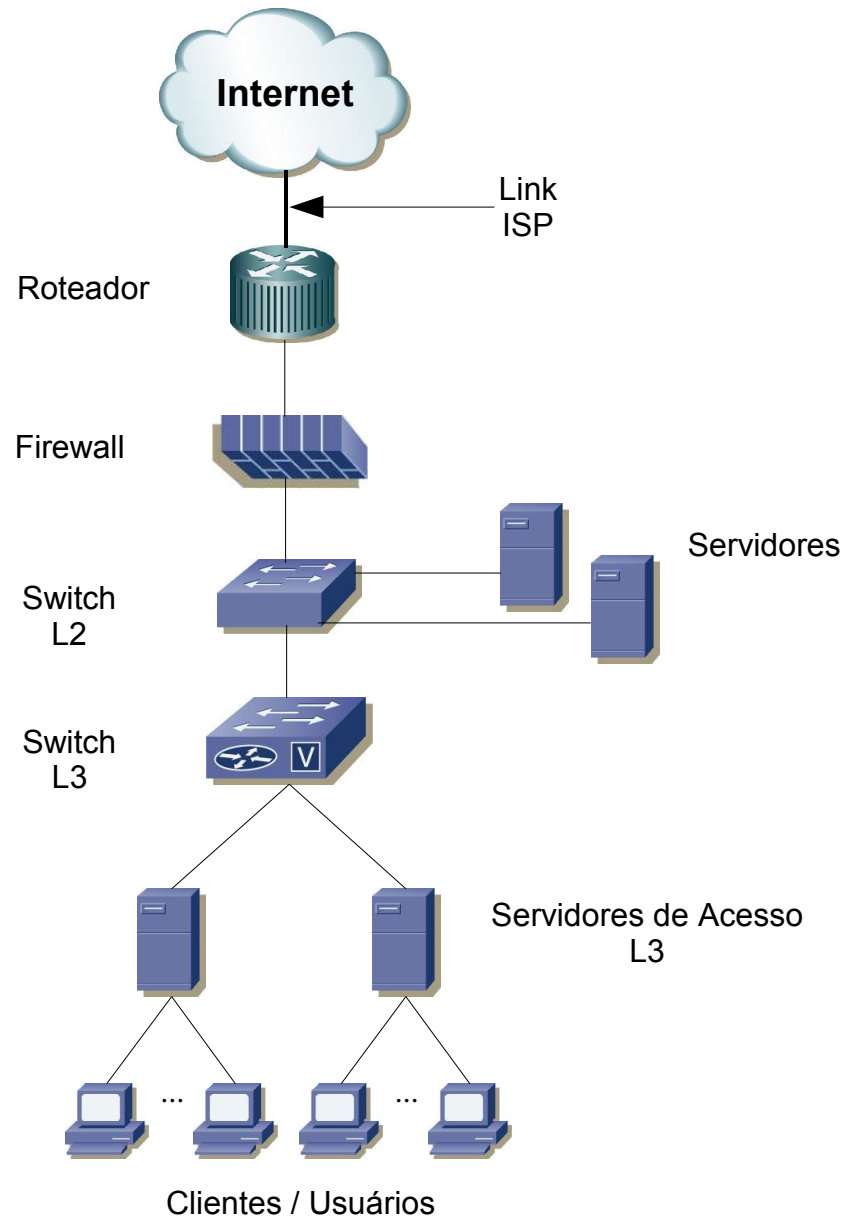 Internet
Link
ISP
Roteador
Firewall
Servidores
Switch
L2
Switch
L3
V
Servidores de Acesso
L3
...
...
Clientes / Usuários